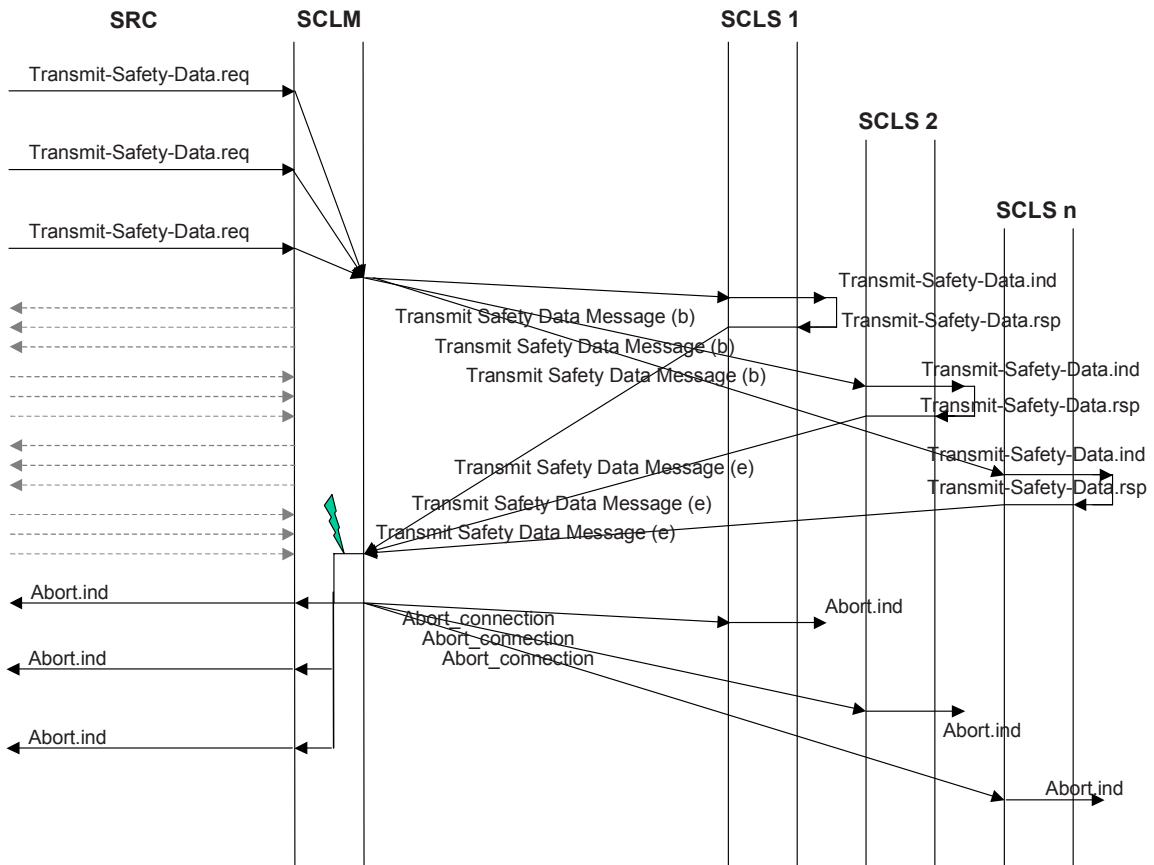 SRC
SCLM
SCLS 1
Transmit-Safety-Data.req
SCLS 2
Transmit-Safety-Data.req
SCLS n
Transmit-Safety-Data.req
Transmit-Safety-Data.ind
Transmit Safety Data Message (b)
Transmit-Safety-Data.rsp
Transmit Safety Data Message (b)
Transmit Safety Data Message (b)
Transmit-Safety-Data.ind
Transmit-Safety-Data.rsp
Transmit-Safety-Data.ind
Transmit Safety Data Message (e)
Transmit-Safety-Data.rsp
Transmit Safety Data Message (e)
Transmit Safety Data Message (e)
Abort.ind
Abort_connection
Abort.ind
Abort_connection
Abort_connection
Abort.ind
Abort.ind
Abort.ind
Abort.ind